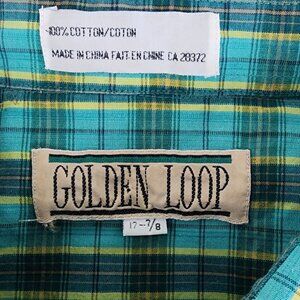 100% COTTON/COTON
MADE IN CHINA FAIT EN CHINE CA 20372
GOLDEN LOOP
17-7/8